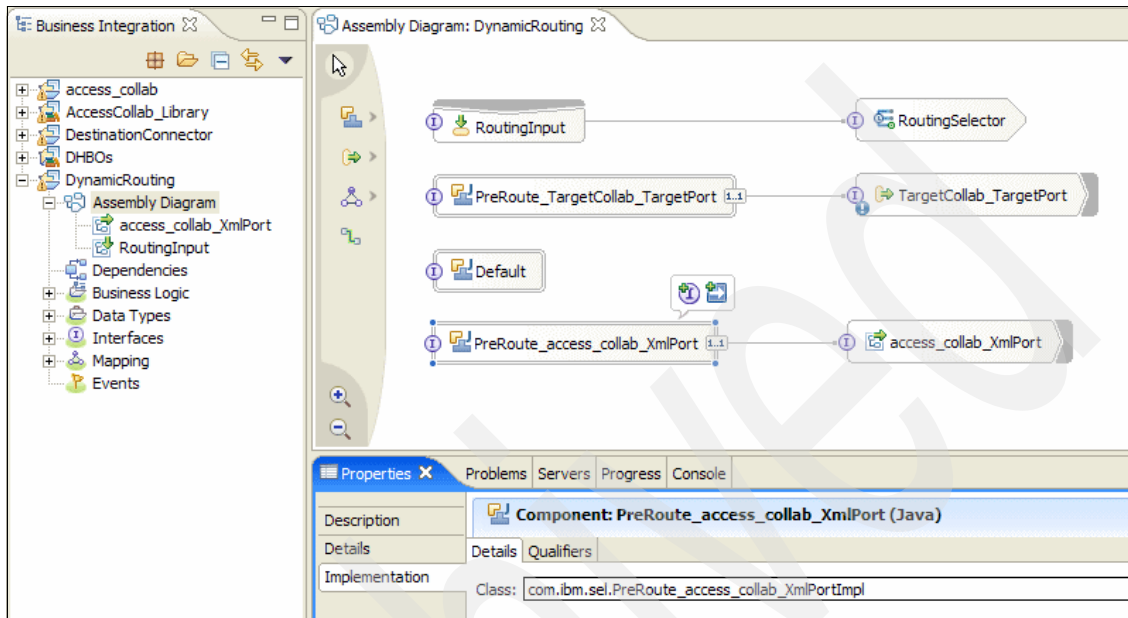 Business Integration
access_collab
AccessCollab_Library
DestinationConnector
DHBOs
DynamicRouting
Assembly Diagram
access_collab_XmlPort
RoutingInput
Dependencies
Business Logic
Data Types
Interfaces
Mapping
Events
Assembly Diagram: DynamicRouting
I RoutingInput
I RoutingSelector
I PreRoute_TargetCollab_TargetPort 1..1
I TargetCollab_TargetPort
I Default
I
I PreRoute_access_collab_XmlPort 1..1
I access_collab_XmlPort
Properties Problems Servers Progress Console
Description
Details
Implementation
Component: PreRoute_access_collab_XmlPort (Java)
Details Qualifiers
Class: com.ibm.sel.PreRoute_access_collab_XmlPortImpl